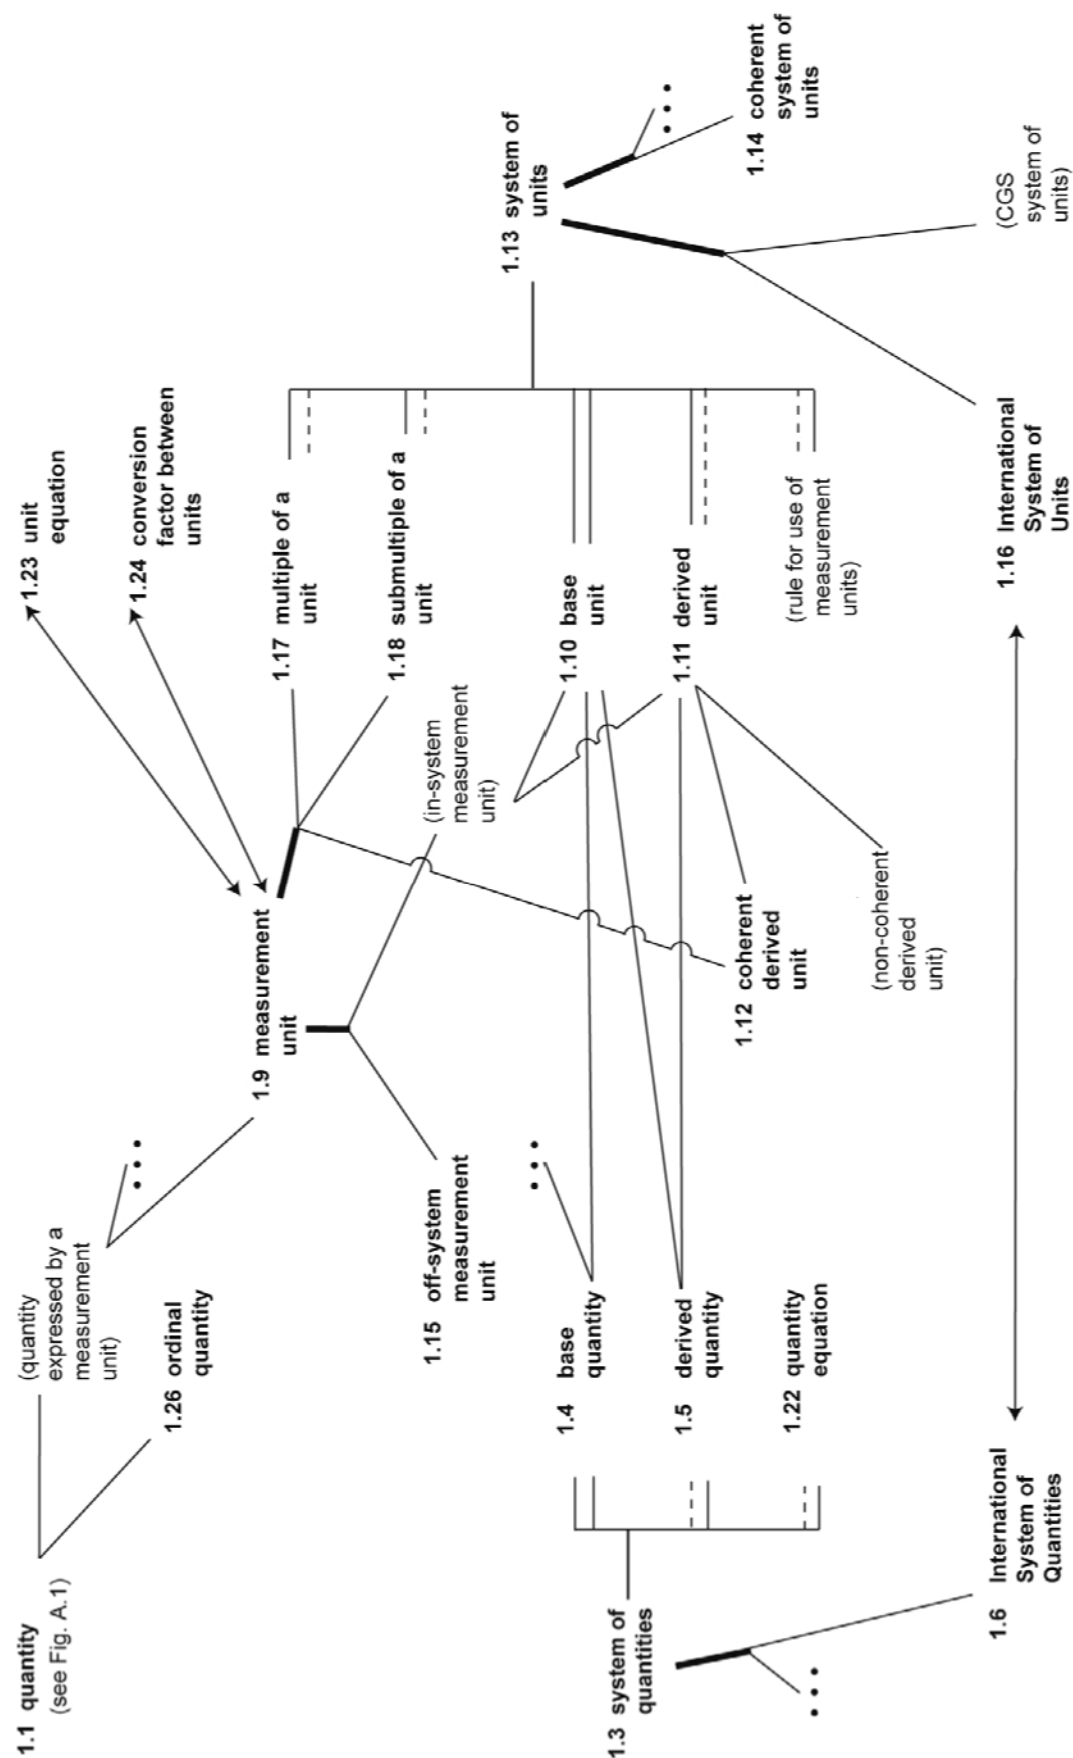 1.1 quantity
(see Fig. A.1)
(quantity
expressed by a
measurement
unit)
1.26 ordinal
quantity
1.9 measurement
unit
1.23 unit
equation
1.24 conversion
factor between
units
1.17 multiple of a
unit
1.18 submultiple of a
unit
(in-system
measurement
unit)
1.15 off-system
measurement
unit
1.13 system of
units
1.14 coherent
system of
units
(CGS
system of
units)
1.16 International
System of
Units
1.10 base
unit
1.11 derived
unit
(rule for use of
measurement
units)
1.12 coherent
derived
unit
(non-coherent
derived
unit)
1.3 system of
quantities
1.4 base
quantity
1.5 derived
quantity
1.22 quantity
equation
1.6 International
System of
Quantities